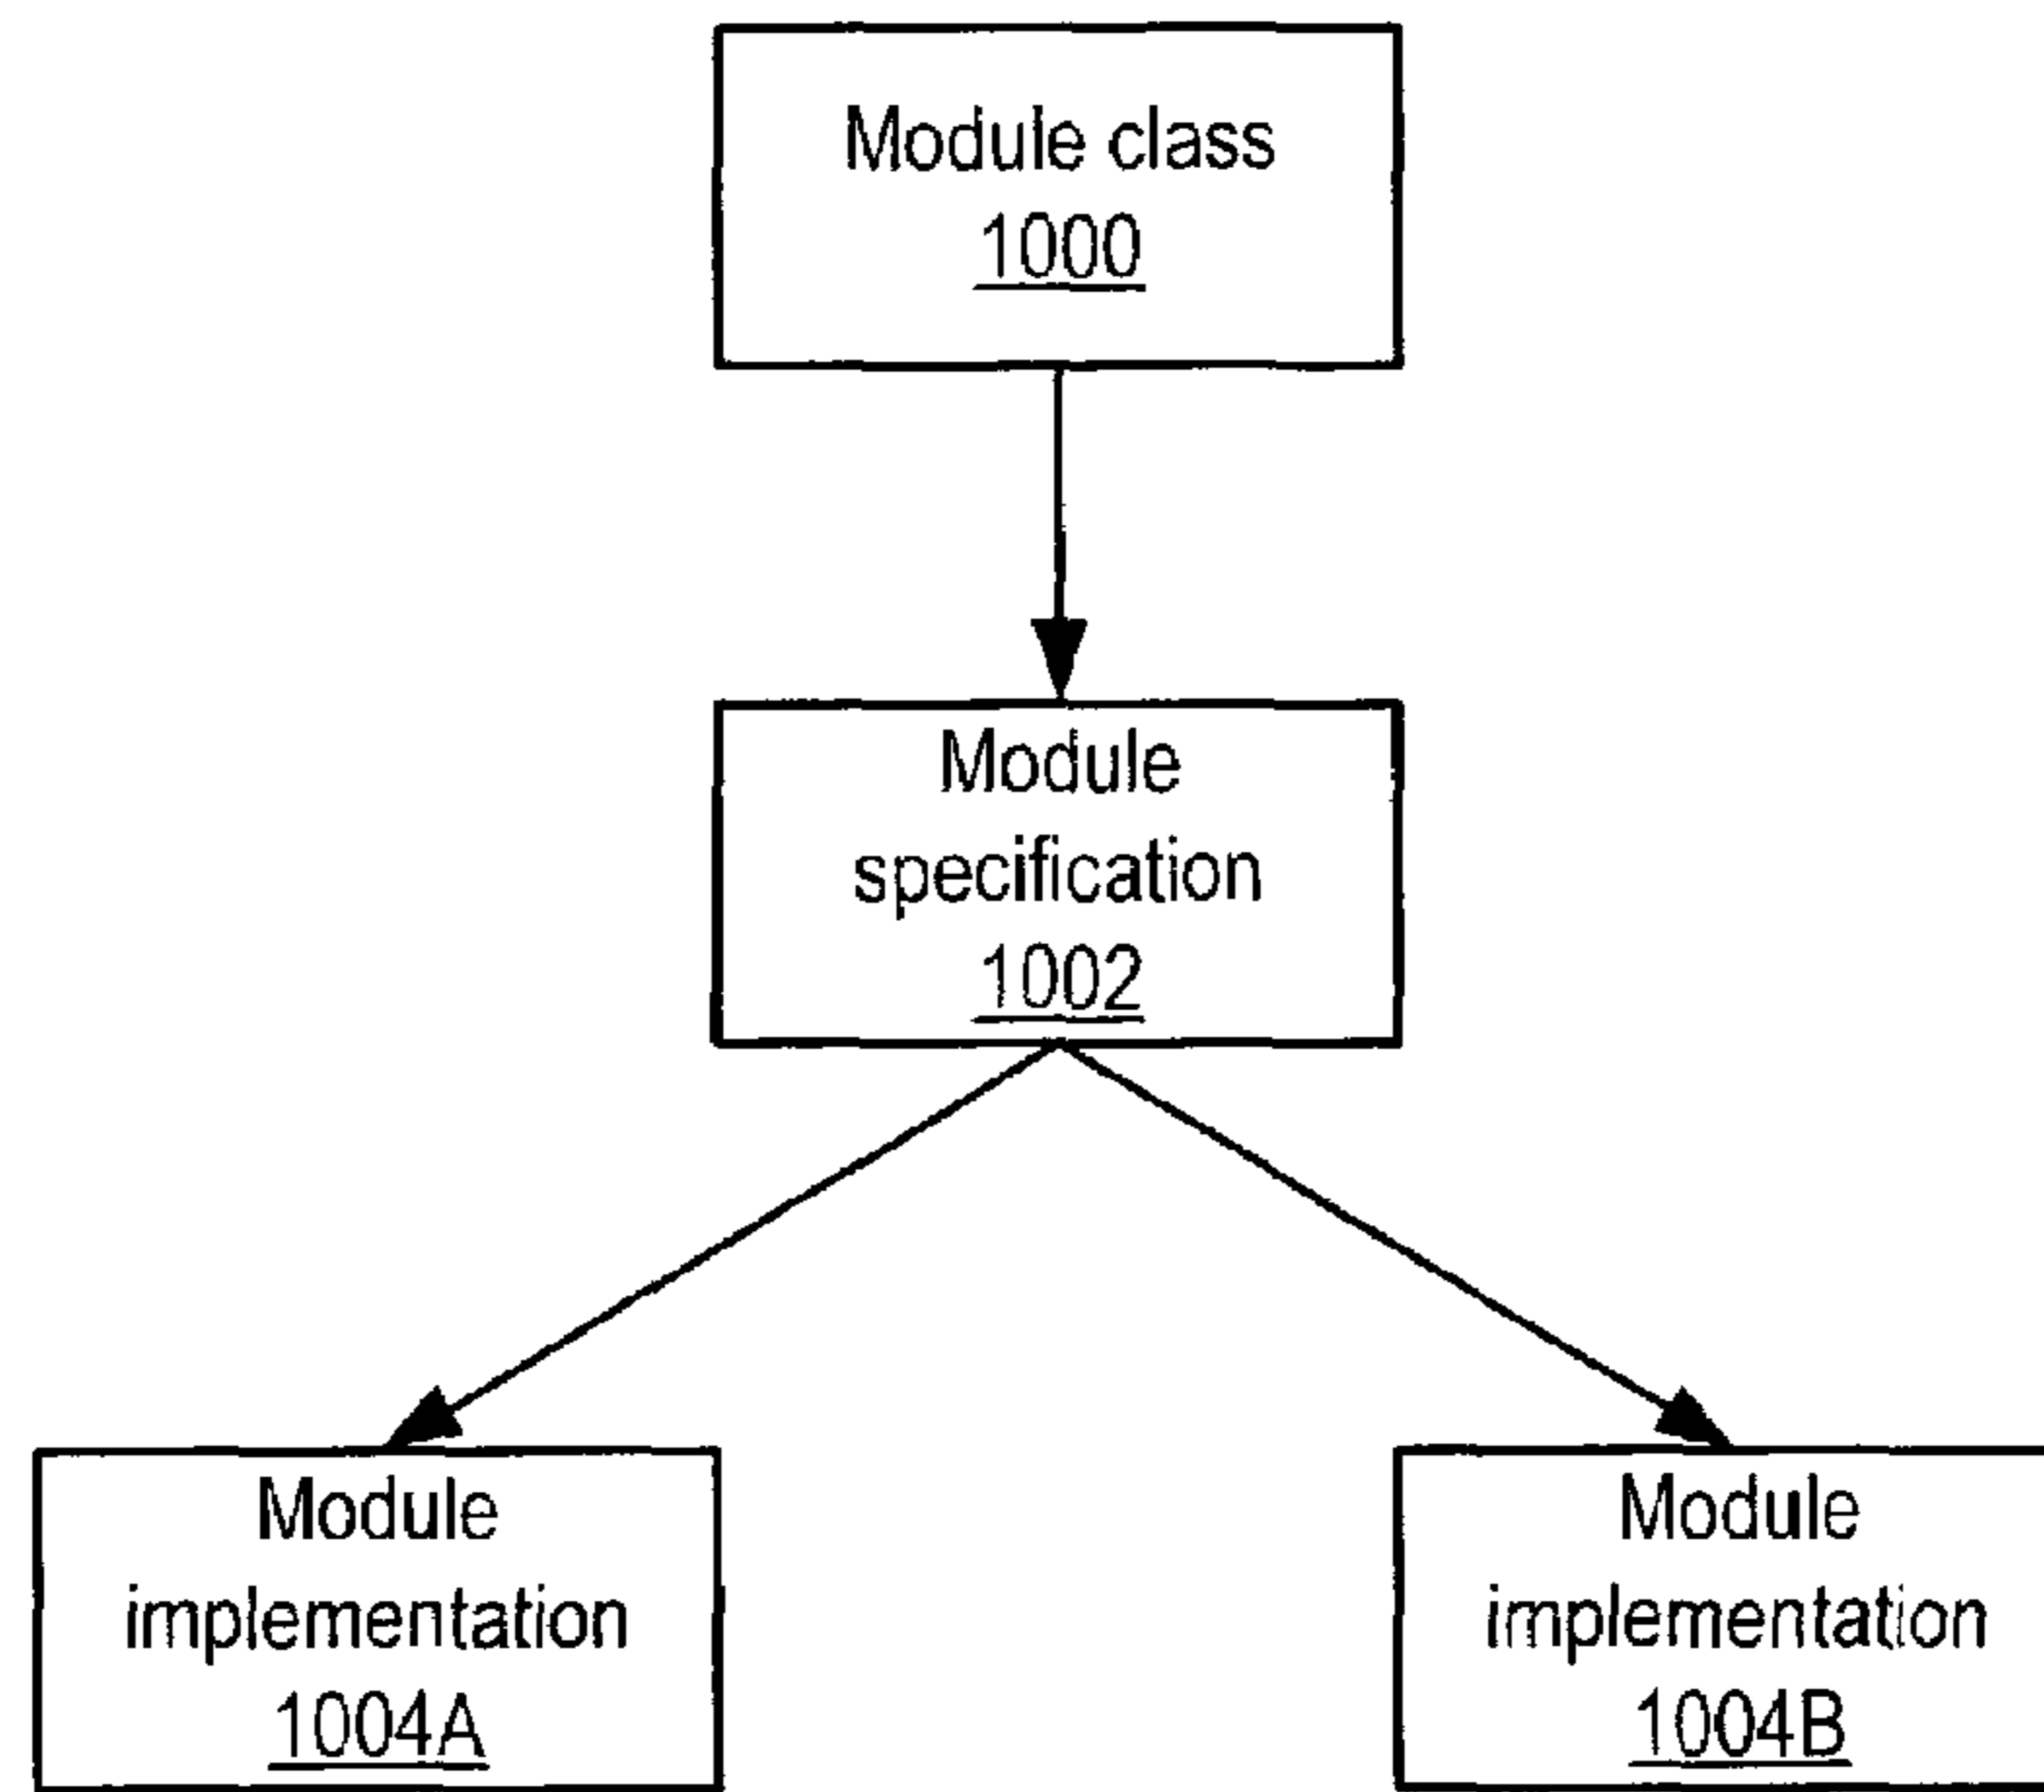 Module class
1000
Module
specification
1002
Module
implementation
1004A
Module
implementation
1004B